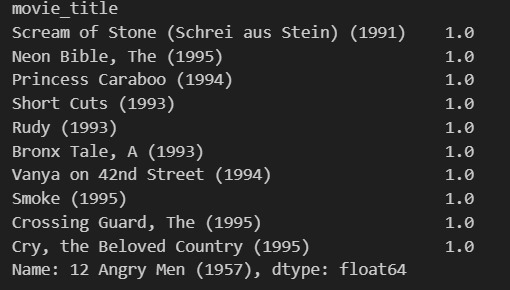 movie_title
Scream of Stone (Schrei aus Stein) (1991)    1.0
Neon Bible, The (1995)    1.0
Princess Caraboo (1994)    1.0
Short Cuts (1993)    1.0
Rudy (1993)    1.0
Bronx Tale, A (1993)    1.0
Vanya on 42nd Street (1994)    1.0
Smoke (1995)    1.0
Crossing Guard, The (1995)    1.0
Cry, the Beloved Country (1995)    1.0
Name: 12 Angry Men (1957), dtype: float64